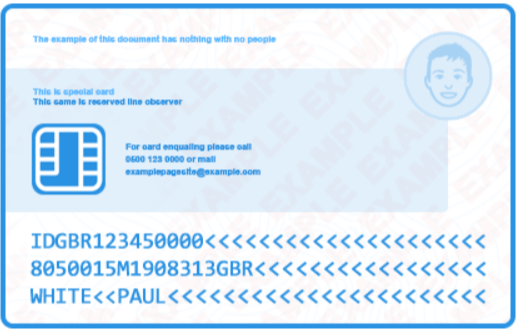 The example of this document has nothing with no people
This is special card
This same is reserved line observer
For card enqualing please call
0500 123 0000 or mail
examplepagesite@example.com
IDGBR123450000<<<<<<<<<<<<<<<<<<<<<
8050015M1908313GBR<<<<<<<<<<<<<<<<<
WHITE<<PAUL<<<<<<<<<<<<<<<<<<<<<<<<
EXAMPLE